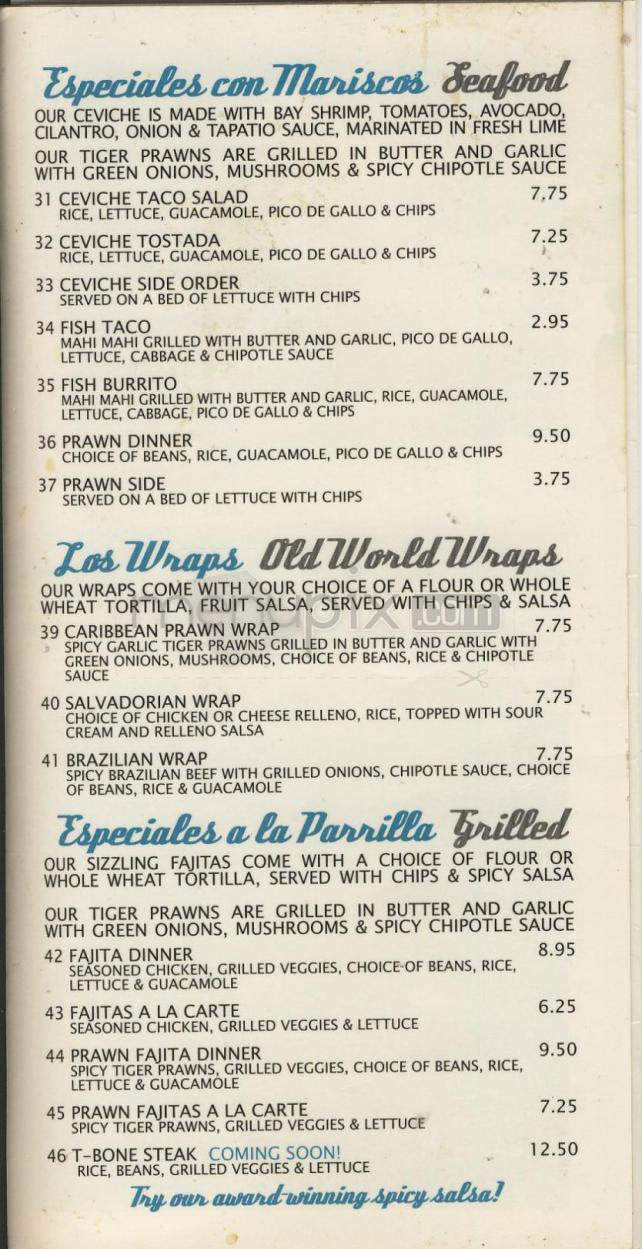 Especiales con Mariscos Seafood
OUR CEVICHE IS MADE WITH BAY SHRIMP, TOMATOES, AVOCADO,
CILANTRO, ONION & TAPATIO SAUCE, MARINATED IN FRESH LIME
OUR TIGER PRAWNS ARE GRILLED IN BUTTER AND GARLIC
WITH GREEN ONIONS, MUSHROOMS & SPICY CHIPOTLE SAUCE
31 CEVICHE TACO SALAD 7.75
RICE, LETTUCE, GUACAMOLE, PICO DE GALLO & CHIPS
32 CEVICHE TOSTADA 7.25
RICE, LETTUCE, GUACAMOLE, PICO DE GALLO & CHIPS
33 CEVICHE SIDE ORDER 3.75
SERVED ON A BED OF LETTUCE WITH CHIPS
34 FISH TACO 2.95
MAHI MAHI GRILLED WITH BUTTER AND GARLIC, PICO DE GALLO,
LETTUCE, CABBAGE & CHIPOTLE SAUCE
35 FISH BURRITO 7.75
MAHI MAHI GRILLED WITH BUTTER AND GARLIC, RICE, GUACAMOLE,
LETTUCE, CABBAGE, PICO DE GALLO & CHIPS
36 PRAWN DINNER 9.50
CHOICE OF BEANS, RICE, GUACAMOLE, PICO DE GALLO & CHIPS
37 PRAWN SIDE 3.75
SERVED ON A BED OF LETTUCE WITH CHIPS
Los Wraps Old World Wraps
OUR WRAPS COME WITH YOUR CHOICE OF A FLOUR OR WHOLE
WHEAT TORTILLA, FRUIT SALSA, SERVED WITH CHIPS & SALSA
menupix.com
39 CARIBBEAN PRAWN WRAP 7.75
SPICY GARLIC TIGER PRAWNS GRILLED IN BUTTER AND GARLIC WITH
GREEN ONIONS, MUSHROOMS, CHOICE OF BEANS, RICE & CHIPOTLE
SAUCE
40 SALVADORIAN WRAP 7.75
CHOICE OF CHICKEN OR CHEESE RELLENO, RICE, TOPPED WITH SOUR
CREAM AND RELLENO SALSA
41 BRAZILIAN WRAP 7.75
SPICY BRAZILIAN BEEF WITH GRILLED ONIONS, CHIPOTLE SAUCE, CHOICE
OF BEANS, RICE & GUACAMOLE
Especiales a la Parrilla Grilled
OUR SIZZLING FAJITAS COME WITH A CHOICE OF FLOUR OR
WHOLE WHEAT TORTILLA, SERVED WITH CHIPS & SPICY SALSA
OUR TIGER PRAWNS ARE GRILLED IN BUTTER AND GARLIC
WITH GREEN ONIONS, MUSHROOMS & SPICY CHIPOTLE SAUCE
42 FAJITA DINNER 8.95
SEASONED CHICKEN, GRILLED VEGGIES, CHOICE OF BEANS, RICE,
LETTUCE & GUACAMOLE
43 FAJITAS A LA CARTE 6.25
SEASONED CHICKEN, GRILLED VEGGIES & LETTUCE
44 PRAWN FAJITA DINNER 9.50
SPICY TIGER PRAWNS, GRILLED VEGGIES, CHOICE OF BEANS, RICE,
LETTUCE & GUACAMOLE
45 PRAWN FAJITAS A LA CARTE 7.25
SPICY TIGER PRAWNS, GRILLED VEGGIES & LETTUCE
46 T-BONE STEAK COMING SOON! 12.50
RICE, BEANS, GRILLED VEGGIES & LETTUCE
Try our award-winning spicy salsa!